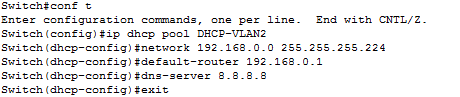 Switch#conf t
Enter configuration commands, one per line.  End with CNTL/Z.
Switch(config)#ip dhcp pool DHCP-VLAN2
Switch(dhcp-config)#network 192.168.0.0 255.255.255.224
Switch(dhcp-config)#default-router 192.168.0.1
Switch(dhcp-config)#dns-server 8.8.8.8
Switch(dhcp-config)#exit